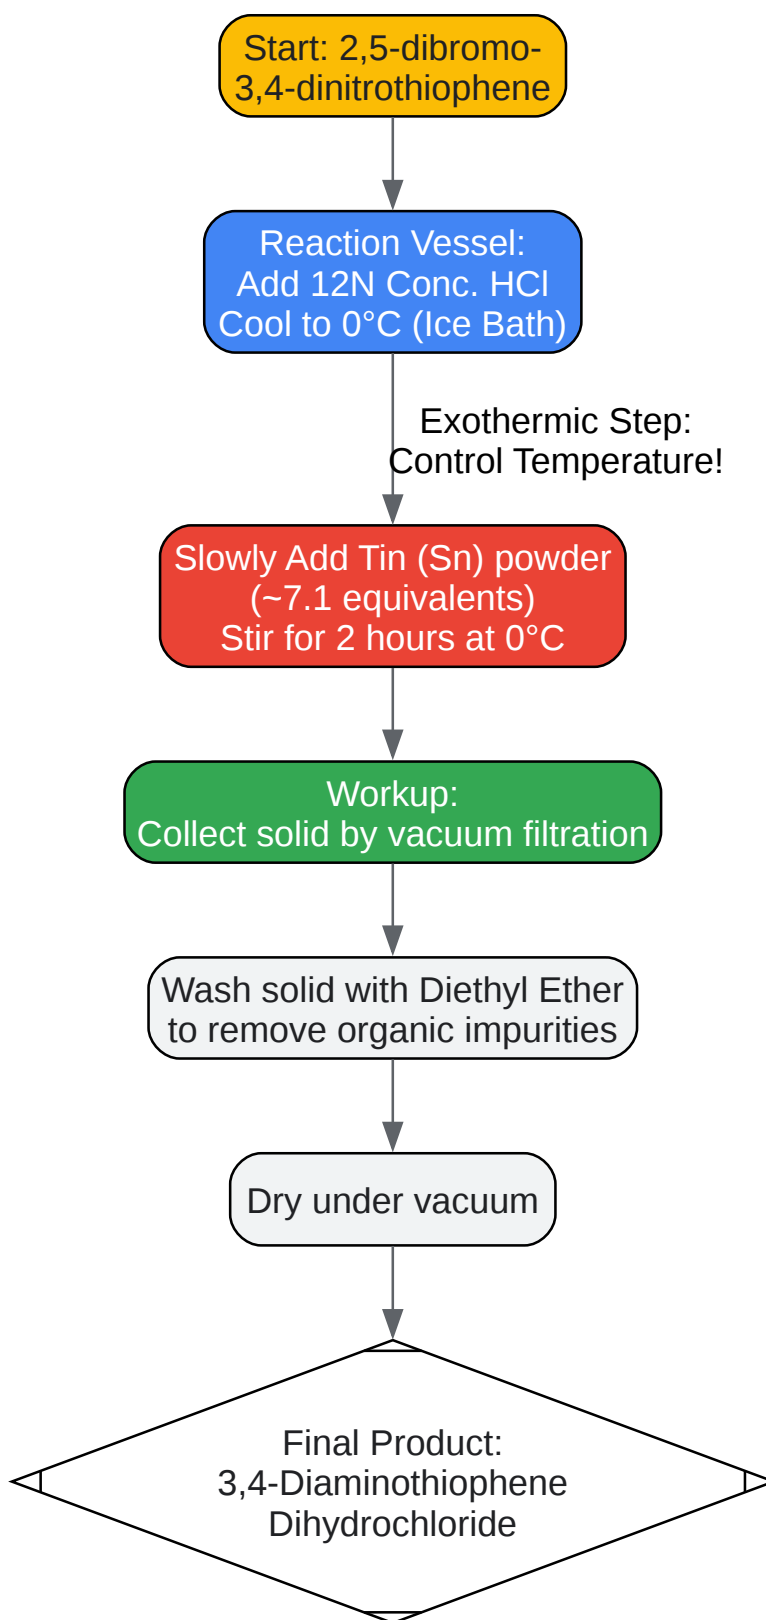 Start: 2,5-dibromo-
3,4-dinitrothiophene
Reaction Vessel:
Add 12N Conc. HCl
Cool to 0°C (Ice Bath)
Exothermic Step:
Control Temperature!
Slowly Add Tin (Sn) powder
(~7.1 equivalents)
Stir for 2 hours at 0°C
Workup:
Collect solid by vacuum filtration
Wash solid with Diethyl Ether
to remove organic impurities
Dry under vacuum
Final Product:
3,4-Diaminothiophene
Dihydrochloride